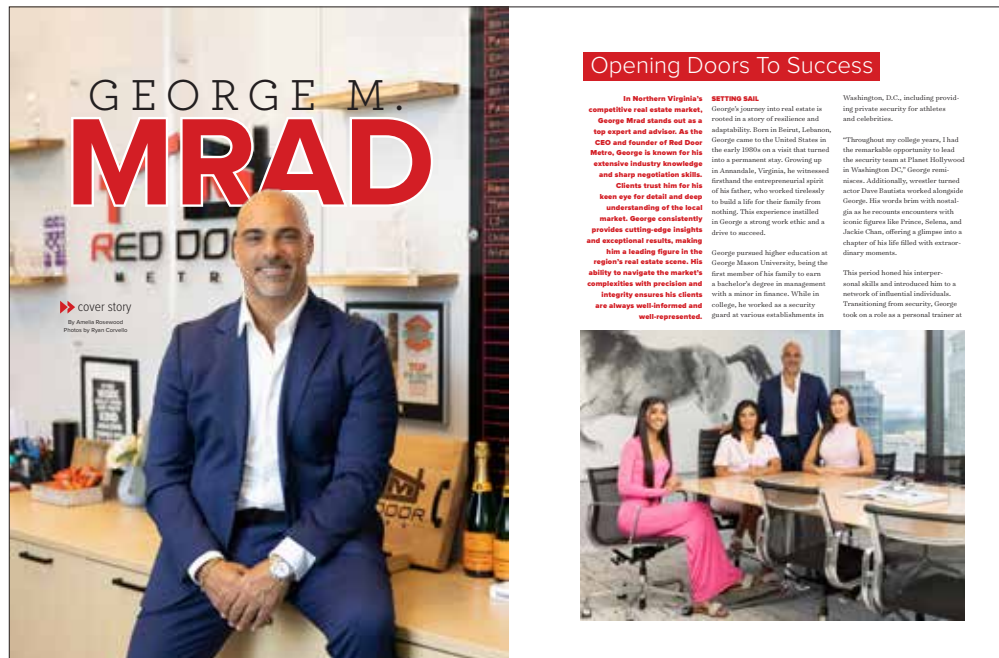 GEORGE M.
MRAD
RED DOO
METR
cover story
By Amelia Rosewood
Photos by Ryan Corvello
TOP
WORK
KIND
DOOR
Opening Doors To Success
In Northern Virginia's
competitive real estate market,
George Mrad stands out as a
top expert and advisor. As the
CEO and founder of Red Door
Metro, George is known for his
extensive industry knowledge
and sharp negotiation skills.
Clients trust him for his
keen eye for detail and deep
understanding of the local
market. George consistently
provides cutting-edge insights
and exceptional results, making
him a leading figure in the
region's real estate scene. His
ability to navigate the market's
complexities with precision and
integrity ensures his clients
are always well-informed and
well-represented.
SETTING SAIL
George's journey into real estate is
rooted in a story of resilience and
adaptability. Born in Beirut, Lebanon,
George came to the United States in
the early 1980s on a visit that turned
into a permanent stay. Growing up
in Annandale, Virginia, he witnessed
firsthand the entrepreneurial spirit
of his father, who worked tirelessly
to build a life for their family from
nothing. This experience instilled
in George a strong work ethic and a
drive to succeed.
George pursued higher education at
George Mason University, being the
first member of his family to earn
a bachelor's degree in management
with a minor in finance. While in
college, he worked as a security
guard at various establishments in
Washington, D.C., including provid-
ing private security for athletes
and celebrities.
"Throughout my college years, I had
the remarkable opportunity to lead
the security team at Planet Hollywood
in Washington DC," George remi-
nisces. Additionally, wrestler turned
actor Dave Bautista worked alongside
George. His words brim with nostal-
gia as he recounts encounters with
iconic figures like Prince, Selena, and
Jackie Chan, offering a glimpse into a
chapter of his life filled with extraor-
dinary moments.
This period honed his interper-
sonal skills and introduced him to a
network of influential individuals.
Transitioning from security, George
took on a role as a personal trainer at